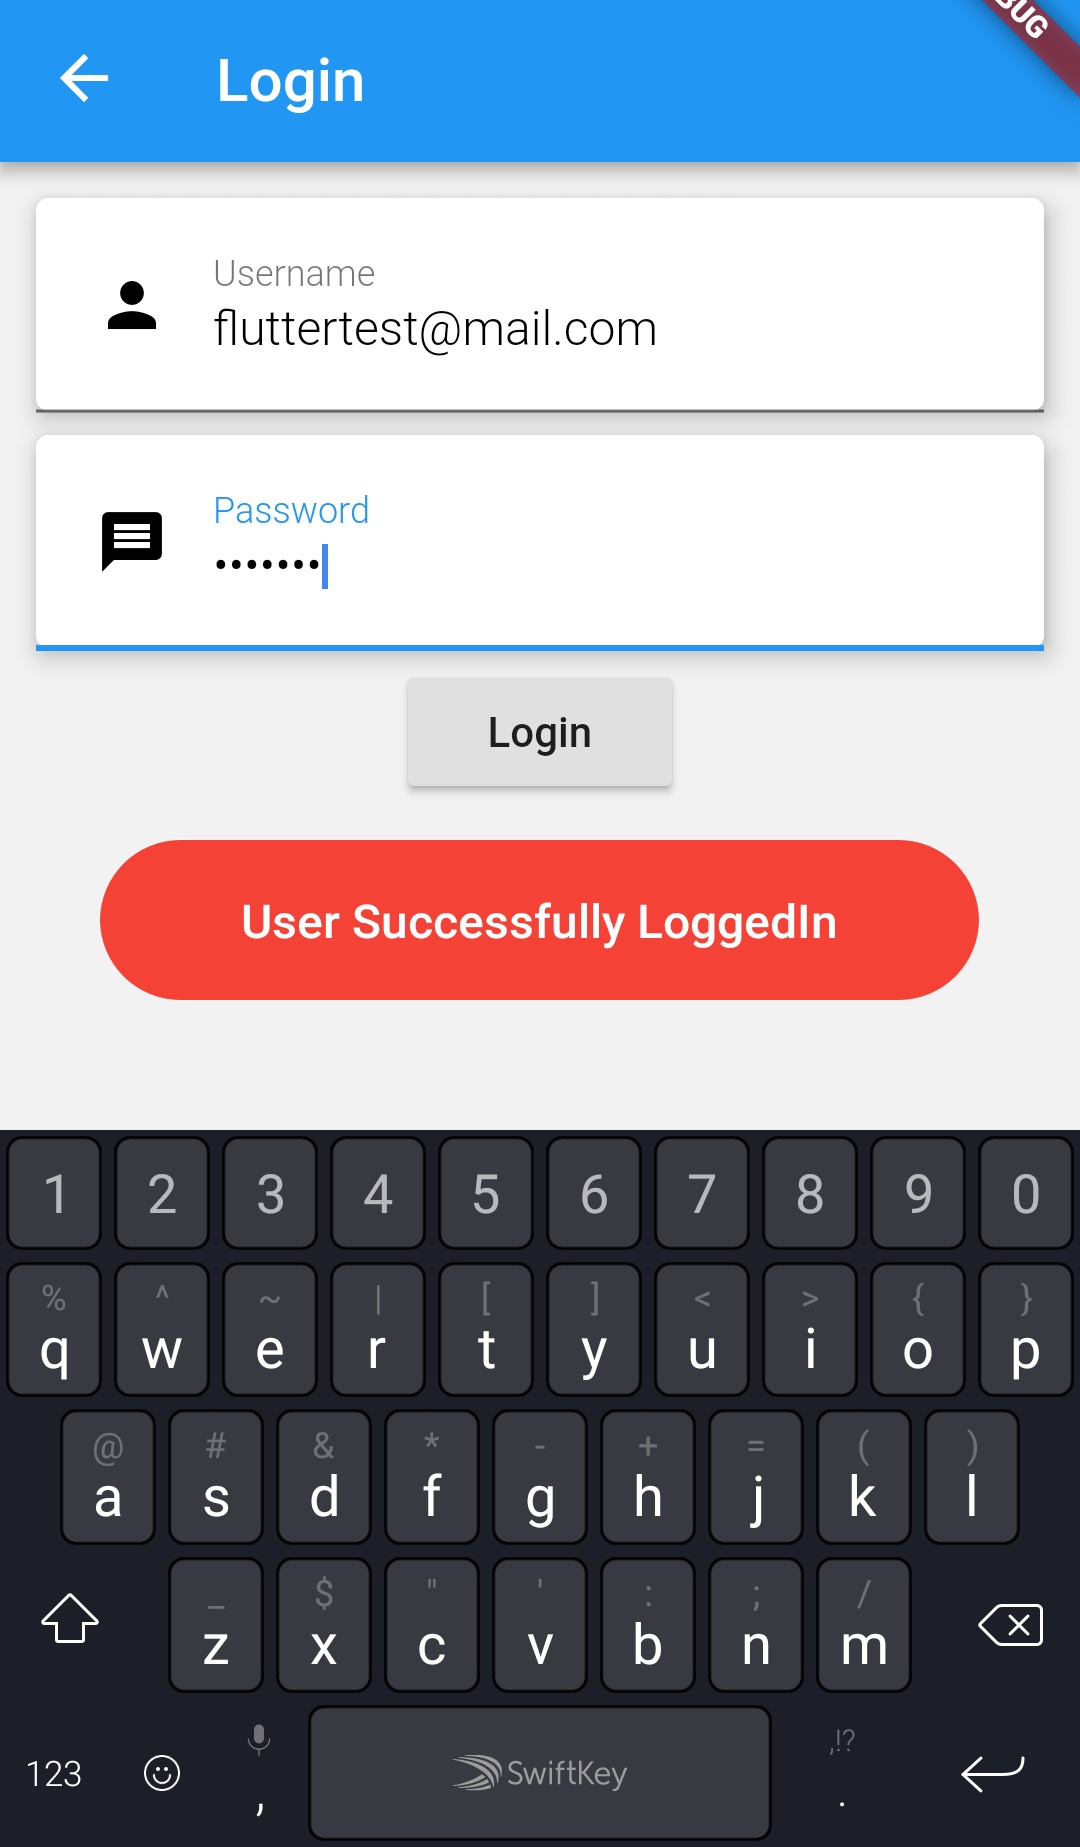 BUG
Login
Username
fluttertest@mail.com
Password
•••••••
Login
User Successfully LoggedIn
1 2 3 4 5 6 7 8 9 0
% ^ ~ | [ ] < > { }
q w e r t y u i o p
@ # & * - + = ( )
a s d f g h j k l
_ $ " ' : ; /
z x c v b n m
,!?
123 , SwiftKey .